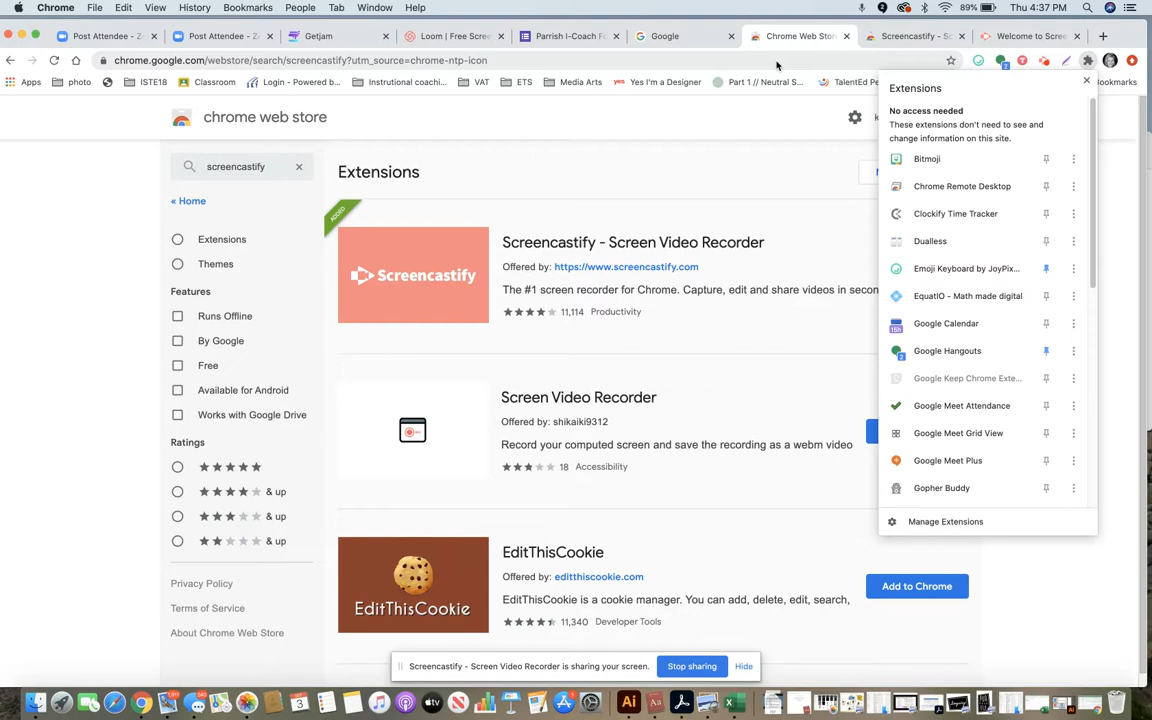 Chrome File Edit View History Bookmarks People Tab Window Help 2 89% Thu 4:37 PM
Post Attendee - Z Post Attendee - Z Getjam Loom | Free Screen Parrish I-Coach Fo Google Chrome Web Stor Screencastify - Sc Welcome to Scree
chrome.google.com/webstore/search/screencastify?utm_source=chrome-ntp-icon
Apps photo ISTE18 Classroom Login - Powered b... Instrutional coachi... VAT ETS Media Arts yes Yes I'm a Designer Part 1 // Neutral S... TalentEd Pe Bookmarks
chrome web store
screencastify
« Home
Extensions
Themes
Features
Runs Offline
By Google
Free
Available for Android
Works with Google Drive
Ratings
& up
& up
& up
Privacy Policy
Terms of Service
About Chrome Web Store
Extensions
ADDED
Screencastify
Screencastify - Screen Video Recorder
Offered by: https://www.screencastify.com
The #1 screen recorder for Chrome. Capture, edit and share videos in secon
11,114 Productivity
Screen Video Recorder
Offered by: shikaiki9312
Record your computed screen and save the recording as a webm video
18 Accessibility
EditThisCookie
EditThisCookie
Offered by: editthiscookie.com
EditThisCookie is a cookie manager. You can add, delete, edit, search,
11,340 Developer Tools
Add to Chrome
Extensions
No access needed
These extensions don't need to see and
change information on this site.
Bitmoji
Chrome Remote Desktop
Clockify Time Tracker
Dualless
Emoji Keyboard by JoyPix...
EquatIO - Math made digital
Google Calendar
Google Hangouts
Google Keep Chrome Exte...
Google Meet Attendance
Google Meet Grid View
Google Meet Plus
Gopher Buddy
Manage Extensions
Screencastify - Screen Video Recorder is sharing your screen. Stop sharing Hide